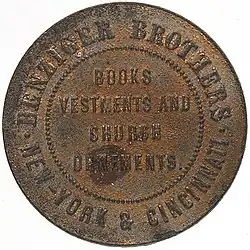 BENZIGER BROTHERS
BOOKS
VESTMENTS AND
CHURCH
ORNAMENTS.
· NEW-YORK & CINCINNATI ·